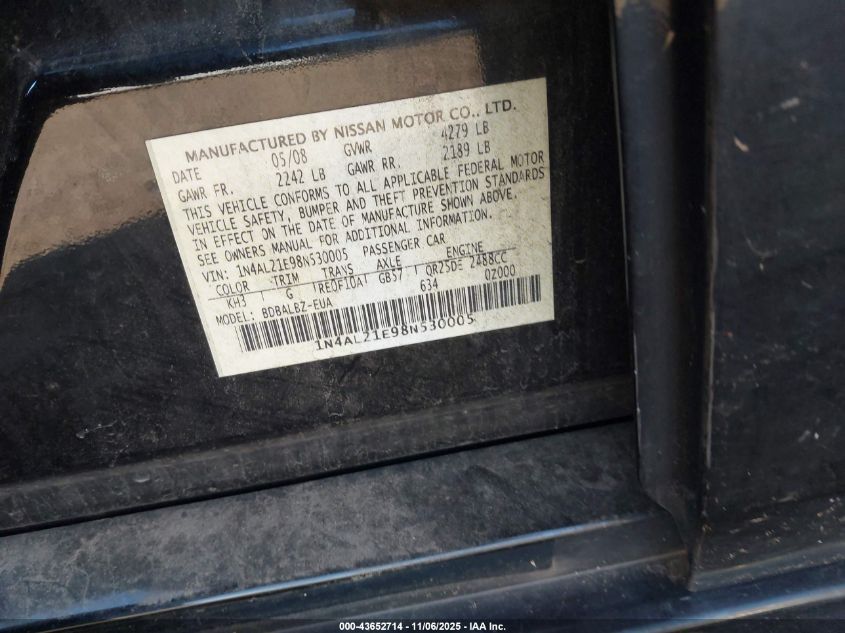 MANUFACTURED BY NISSAN MOTOR CO., LTD.
DATE 05/08 GVWR 4279 LB
GAWR FR. 2242 LB GAWR RR. 2189 LB
THIS VEHICLE CONFORMS TO ALL APPLICABLE FEDERAL MOTOR
VEHICLE SAFETY, BUMPER AND THEFT PREVENTION STANDARDS
IN EFFECT ON THE DATE OF MANUFACTURE SHOWN ABOVE.
SEE OWNERS MANUAL FOR ADDITIONAL INFORMATION.
VIN: 1N4AL21E98N530005 PASSENGER CAR
COLOR TRIM TRANS AXLE ENGINE
KH3 G RE0F10A GB57 QR25DE 2488CC
MODEL: BDBALBZ-EUA 634 0Z000
1N4AL21E98N530005
000-43652714 - 11/06/2025 - IAA Inc.